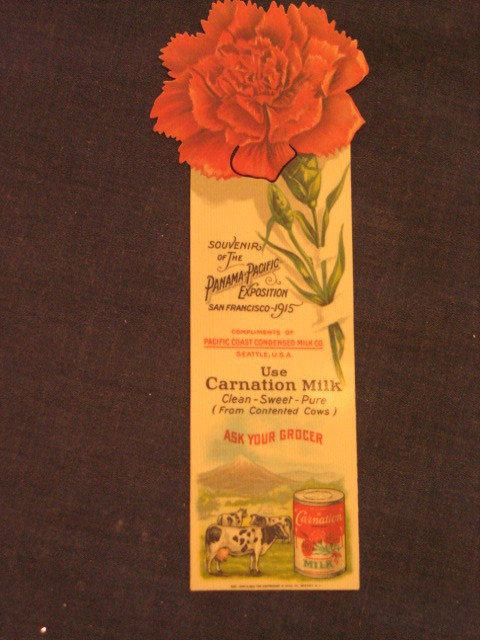 SOUVENIR
OF THE
PANAMA-PACIFIC
EXPOSITION
SAN FRANCISCO-1915
COMPLIMENTS OF
PACIFIC COAST CONDENSED MILK CO.
SEATTLE, U.S.A.
Use
Carnation Milk
Clean-Sweet-Pure
(From Contented Cows)
ASK YOUR GROCER
Carnation
MILK